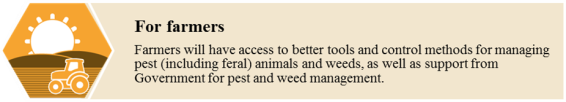 For farmers
Farmers will have access to better tools and control methods for managing
pest (including feral) animals and weeds, as well as support from
Government for pest and weed management.